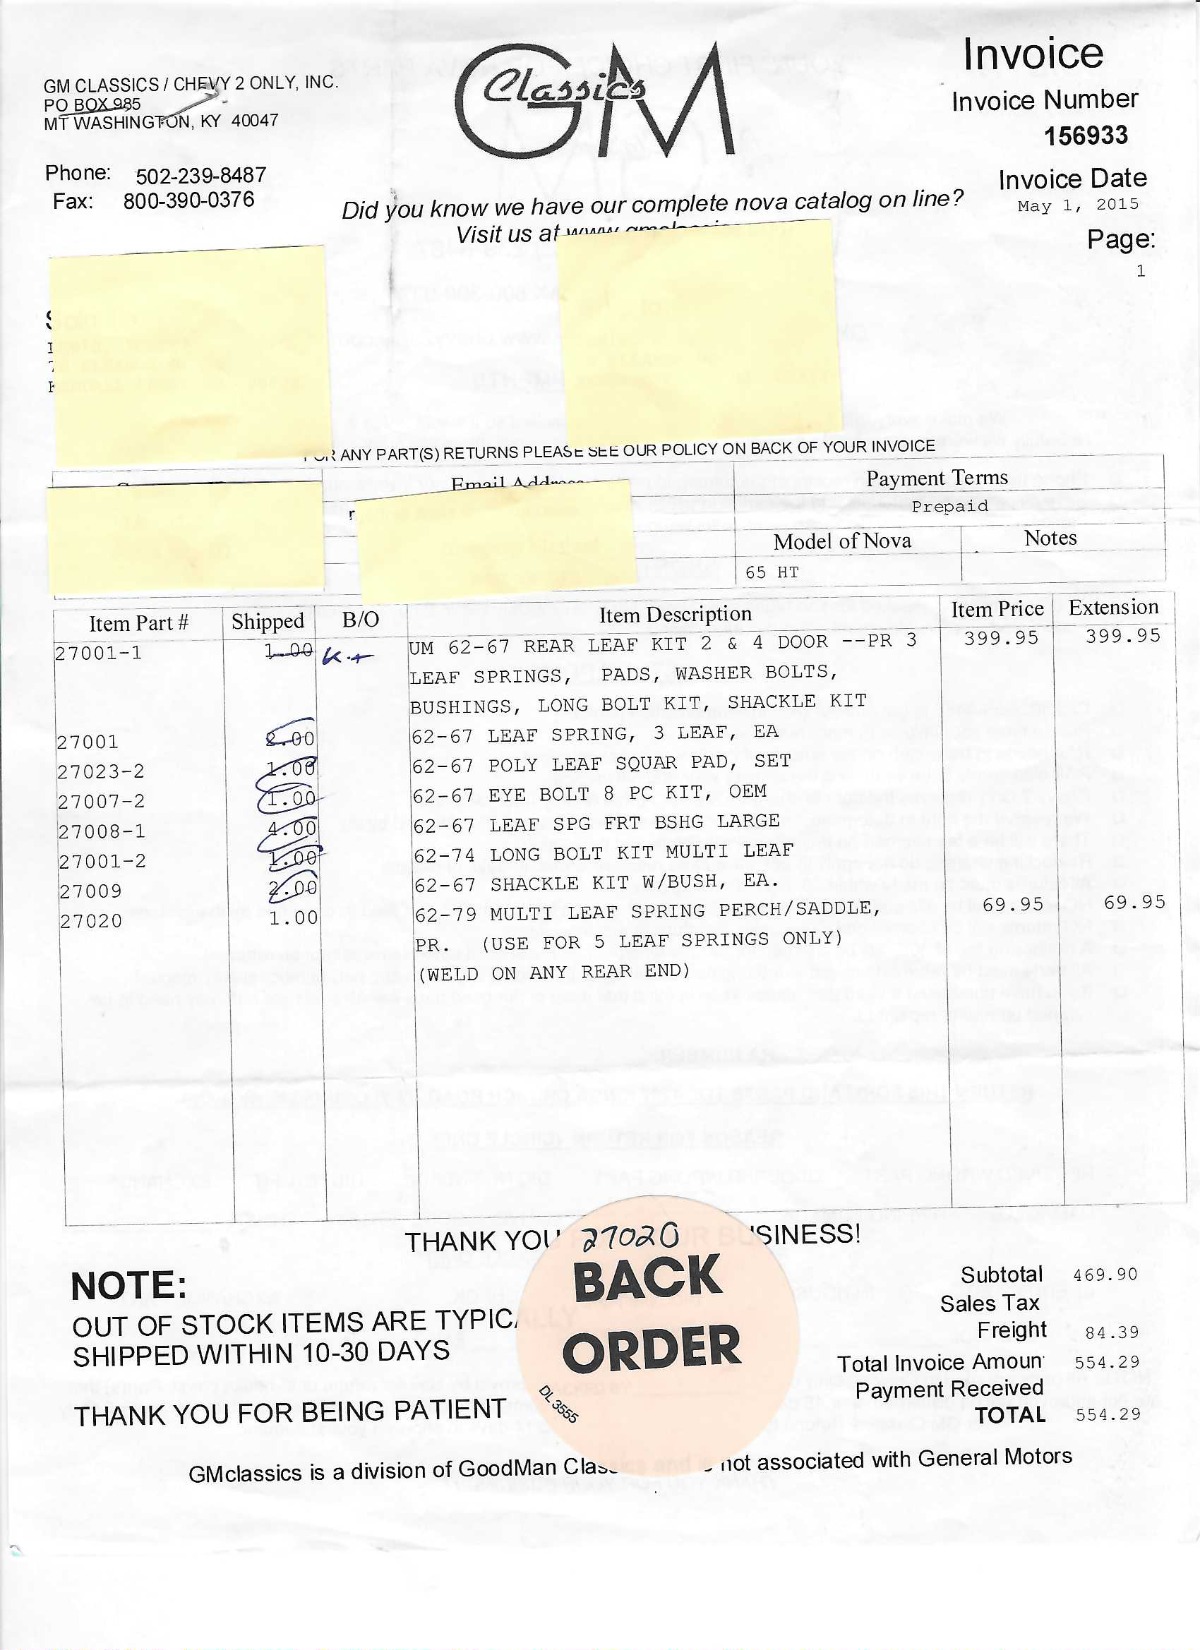 GM CLASSICS / CHEVY 2 ONLY, INC.
PO BOX 985
MT WASHINGTON, KY 40047
Phone: 502-239-8487
Fax: 800-390-0376
GM Classics
Did you know we have our complete nova catalog on line?
Visit us at
Invoice
Invoice Number
156933
Invoice Date
May 1, 2015
Page:
1
ANY PART(S) RETURNS PLEASE SEE OUR POLICY ON BACK OF YOUR INVOICE
Email Payment Terms
Prepaid
Model of Nova Notes
65 HT
Item Part # Shipped B/O Item Description Item Price Extension
27001-1 1.00 UM 62-67 REAR LEAF KIT 2 & 4 DOOR --PR 3 399.95 399.95
LEAF SPRINGS, PADS, WASHER BOLTS,
BUSHINGS, LONG BOLT KIT, SHACKLE KIT
27001 2.00 62-67 LEAF SPRING, 3 LEAF, EA
27023-2 1.00 62-67 POLY LEAF SQUAR PAD, SET
27007-2 1.00 62-67 EYE BOLT 8 PC KIT, OEM
27008-1 4.00 62-67 LEAF SPG FRT BSHG LARGE
27001-2 1.00 62-74 LONG BOLT KIT MULTI LEAF
27009 2.00 62-67 SHACKLE KIT W/BUSH, EA.
27020 1.00 62-79 MULTI LEAF SPRING PERCH/SADDLE, 69.95 69.95
PR. (USE FOR 5 LEAF SPRINGS ONLY)
(WELD ON ANY REAR END)
THANK YOU SINESS!
27020
BACK
ORDER
DL3555
NOTE:
OUT OF STOCK ITEMS ARE TYPICALLY
SHIPPED WITHIN 10-30 DAYS
THANK YOU FOR BEING PATIENT
Subtotal 469.90
Sales Tax
Freight 84.39
Total Invoice Amoun 554.29
Payment Received
TOTAL 554.29
GMclassics is a division of GoodMan Clas not associated with General Motors